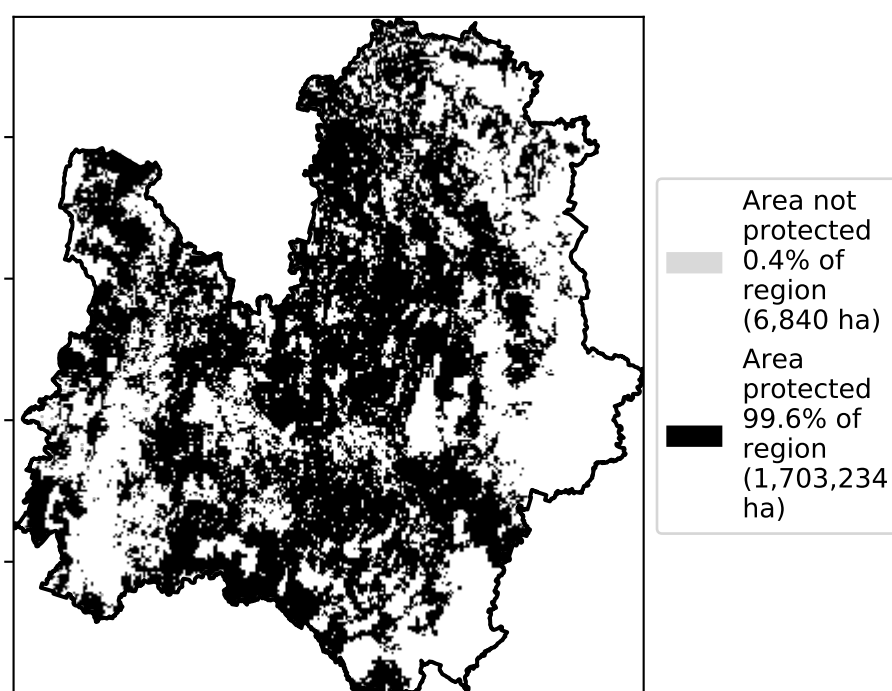 Area not
protected
0.4% of
region
(6,840 ha)
Area
protected
99.6% of
region
(1,703,234
ha)